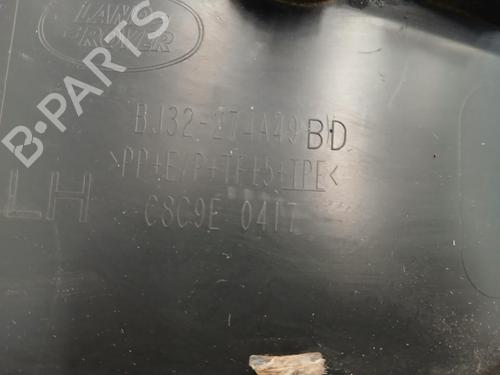 LAND
ROVER
BJ32-274A49 BD
>PP+E/P+TF15+TPE<
LH
C8C9E 0417
B-PARTS